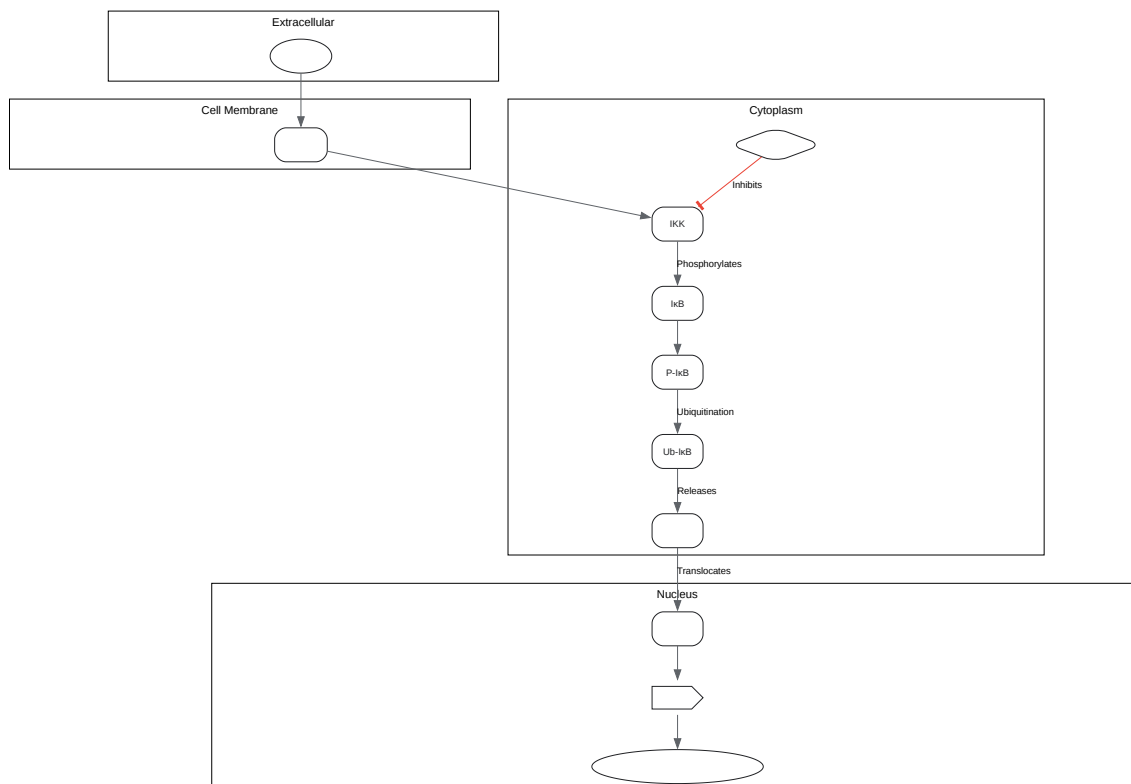 Extracellular
Cell Membrane
Cytoplasm
Inhibits
IKK
Phosphorylates
IκB
P-IκB
Ubiquitination
Ub-IκB
Releases
Translocates
Nucleus